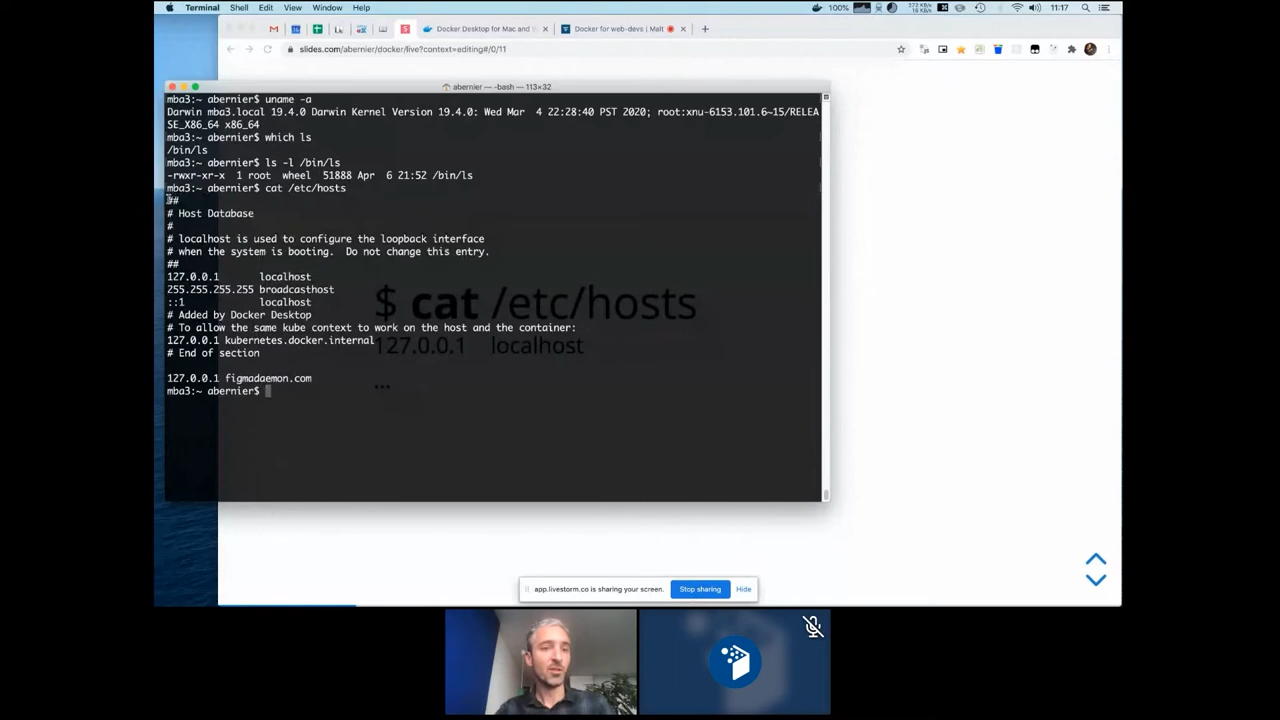 Terminal Shell Edit View Window Help 100% 11:17
Docker Desktop for Mac and Docker for web-devs | Malt
slides.com/abernier/docker/live?context=editing#/0/11
abernier — -bash — 113×32
mba3:~ abernier$ uname -a
Darwin mba3.local 19.4.0 Darwin Kernel Version 19.4.0: Wed Mar  4 22:28:40 PST 2020; root:xnu-6153.101.6~15/RELEA
SE_X86_64 x86_64
mba3:~ abernier$ which ls
/bin/ls
mba3:~ abernier$ ls -l /bin/ls
-rwxr-xr-x  1 root  wheel  51888 Apr  6 21:52 /bin/ls
mba3:~ abernier$ cat /etc/hosts
##
# Host Database
#
# localhost is used to configure the loopback interface
# when the system is booting.  Do not change this entry.
##
127.0.0.1       localhost
255.255.255.255 broadcasthost
::1             localhost
# Added by Docker Desktop
# To allow the same kube context to work on the host and the container:
127.0.0.1 kubernetes.docker.internal
# End of section
127.0.0.1 figmadaemon.com
mba3:~ abernier$
$ cat /etc/hosts
127.0.0.1 localhost
...
app.livestorm.co is sharing your screen. Stop sharing Hide